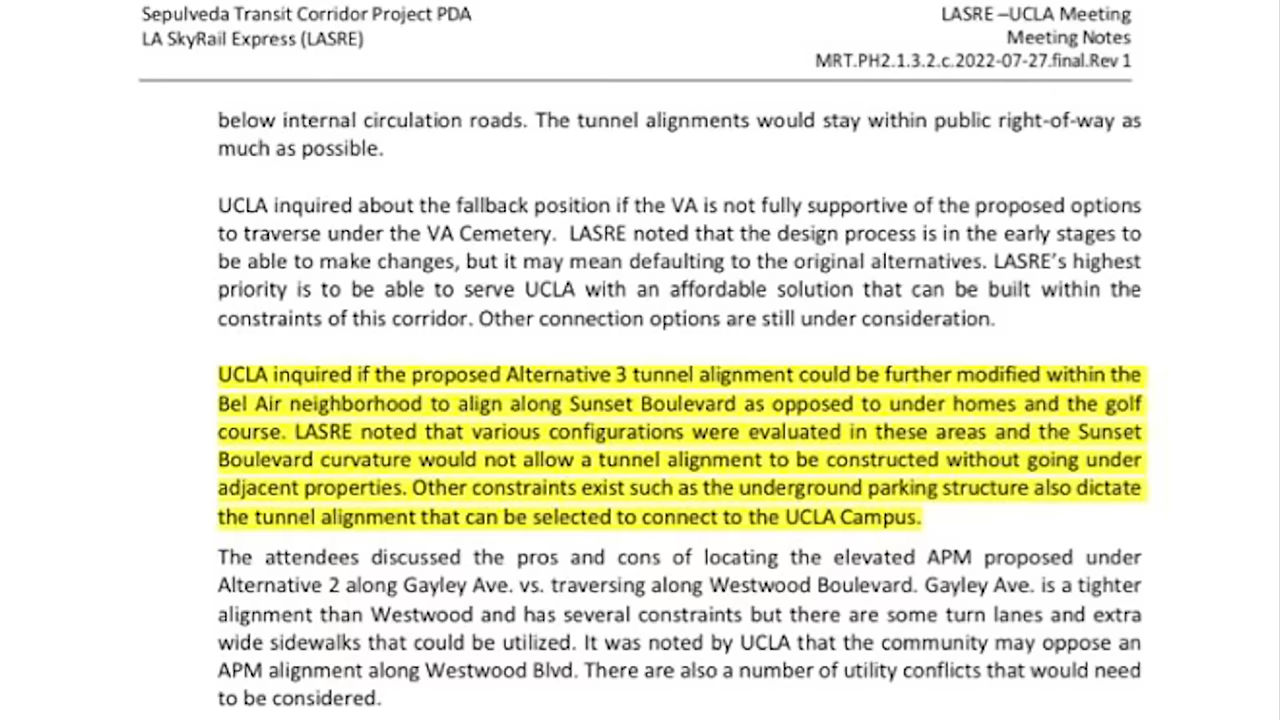 Sepulveda Transit Corridor Project PDA
LA SkyRail Express (LASRE)
LASRE –UCLA Meeting
Meeting Notes
MRT.PH2.1.3.2.c.2022-07-27.final.Rev 1
below internal circulation roads. The tunnel alignments would stay within public right-of-way as
much as possible.
UCLA inquired about the fallback position if the VA is not fully supportive of the proposed options
to traverse under the VA Cemetery. LASRE noted that the design process is in the early stages to
be able to make changes, but it may mean defaulting to the original alternatives. LASRE’s highest
priority is to be able to serve UCLA with an affordable solution that can be built within the
constraints of this corridor. Other connection options are still under consideration.
UCLA inquired if the proposed Alternative 3 tunnel alignment could be further modified within the
Bel Air neighborhood to align along Sunset Boulevard as opposed to under homes and the golf
course. LASRE noted that various configurations were evaluated in these areas and the Sunset
Boulevard curvature would not allow a tunnel alignment to be constructed without going under
adjacent properties. Other constraints exist such as the underground parking structure also dictate
the tunnel alignment that can be selected to connect to the UCLA Campus.
The attendees discussed the pros and cons of locating the elevated APM proposed under
Alternative 2 along Gayley Ave. vs. traversing along Westwood Boulevard. Gayley Ave. is a tighter
alignment than Westwood and has several constraints but there are some turn lanes and extra
wide sidewalks that could be utilized. It was noted by UCLA that the community may oppose an
APM alignment along Westwood Blvd. There are also a number of utility conflicts that would need
to be considered.